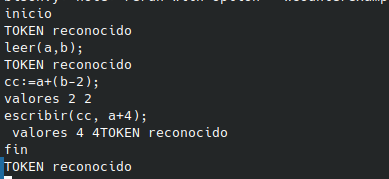 inicio
TOKEN reconocido
leer(a,b);
TOKEN reconocido
cc:=a+(b-2);
valores 2 2
escribir(cc, a+4);
 valores 4 4TOKEN reconocido
fin
TOKEN reconocido